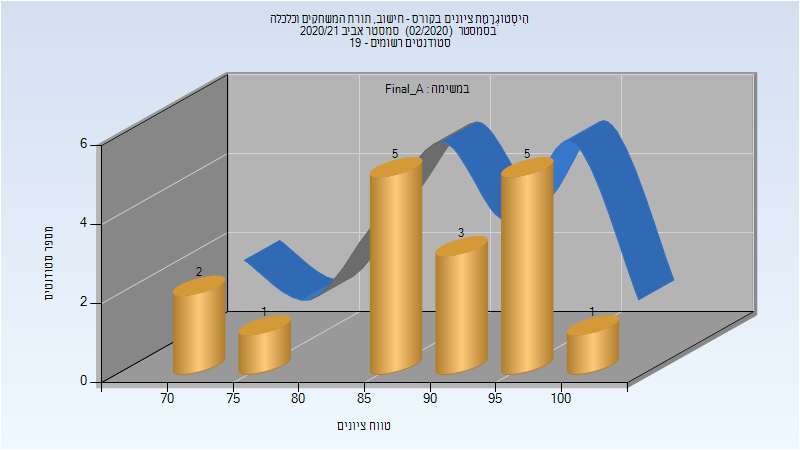 היסטוגרמת ציונים בקורס - חישוב, תורת המשחקים וכלכלה
בסמסטר (02/2020) סמסטר אביב 2020/21
סטודנטים רשומים - 19
במשימה : Final_A
6
4
2
0
מספר סטודנטים
2
1
5
3
5
1
70
75
80
85
90
95
100
טווח ציונים